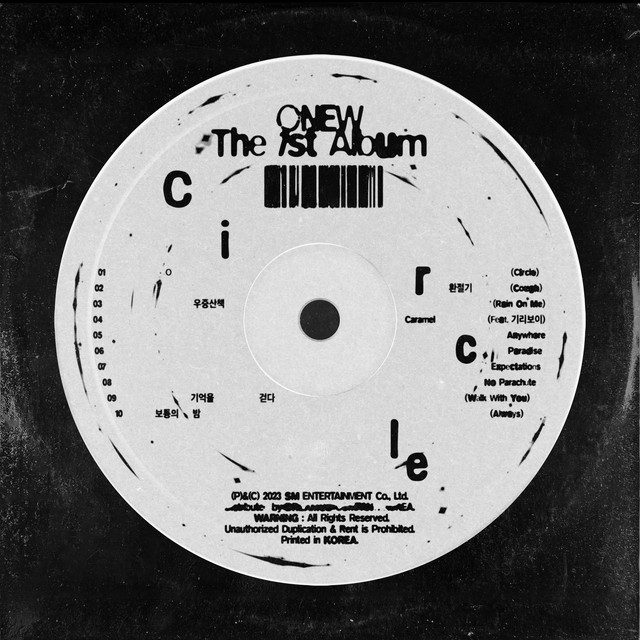 ONEW
The 1st Album
C
i
r
c
l
e
01 O (Circle)
02 환절기 (Cough)
03 우중산책 (Rain On Me)
04 Caramel (Feat. 기리보이)
05 Anywhere
06 Paradise
07 Expectations
08 No Parachute
09 기억을 걷다 (Walk With You)
10 보통의 밤 (Always)
(P)&(C) 2023 SM ENTERTAINMENT Co., Ltd.
WARNING : All Rights Reserved.
Unauthorized Duplication & Rent is Prohibited.
Printed in KOREA.